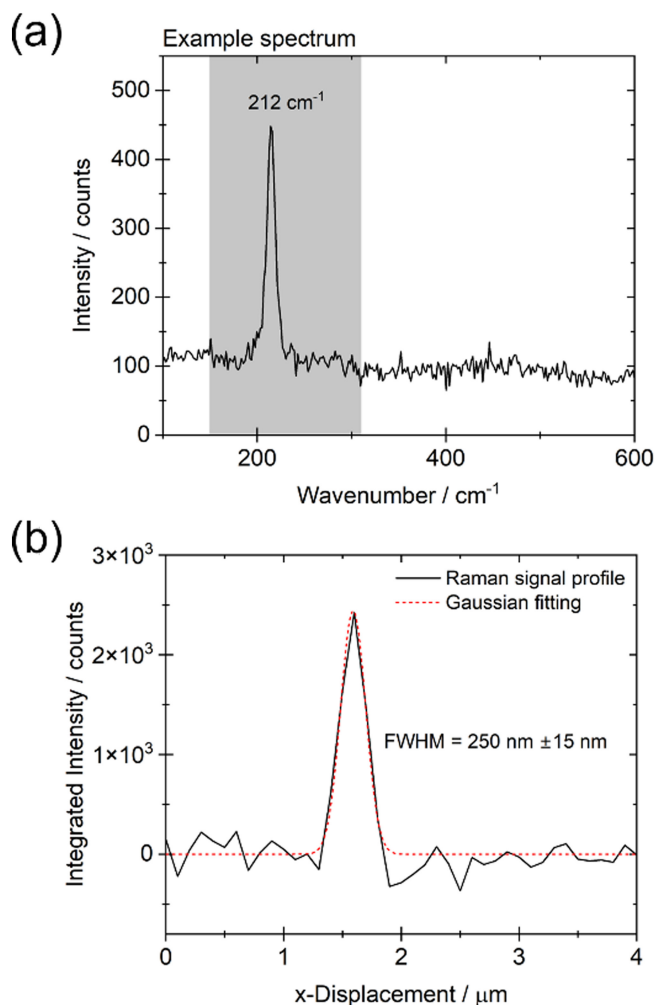 (a)
Example spectrum
500
400
300
200
100
0
212 cm⁻¹
Intensity / counts
200
400
600
Wavenumber / cm⁻¹
(b)
3×10³
2×10³
1×10³
0
Raman signal profile
Gaussian fitting
FWHM = 250 nm ±15 nm
Integrated Intensity / counts
0
1
2
3
4
x-Displacement / μm